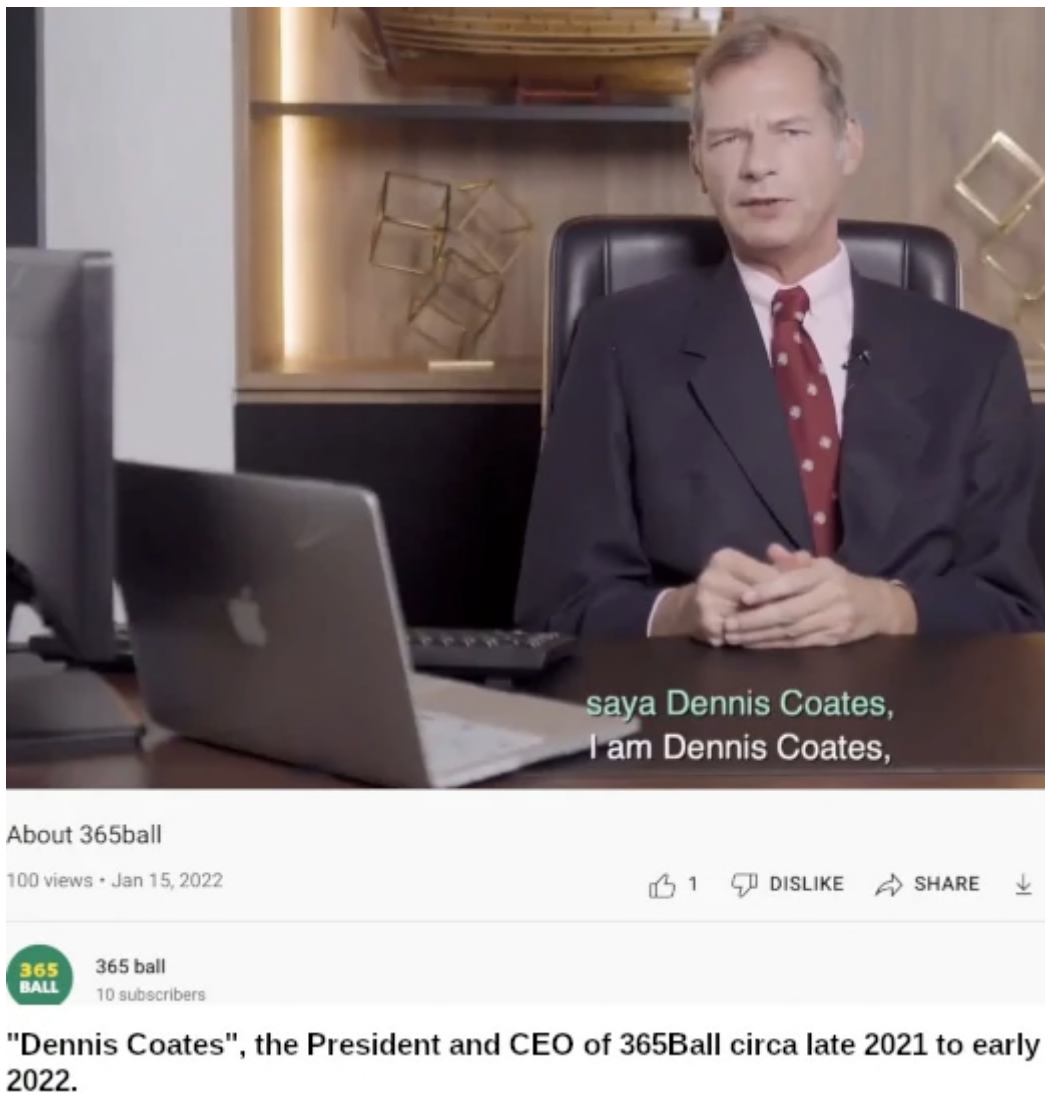 saya Dennis Coates,
I am Dennis Coates,
About 365ball
100 views • Jan 15, 2022
1 DISLIKE SHARE
365
BALL
365 ball
10 subscribers
"Dennis Coates", the President and CEO of 365Ball circa late 2021 to early
2022.